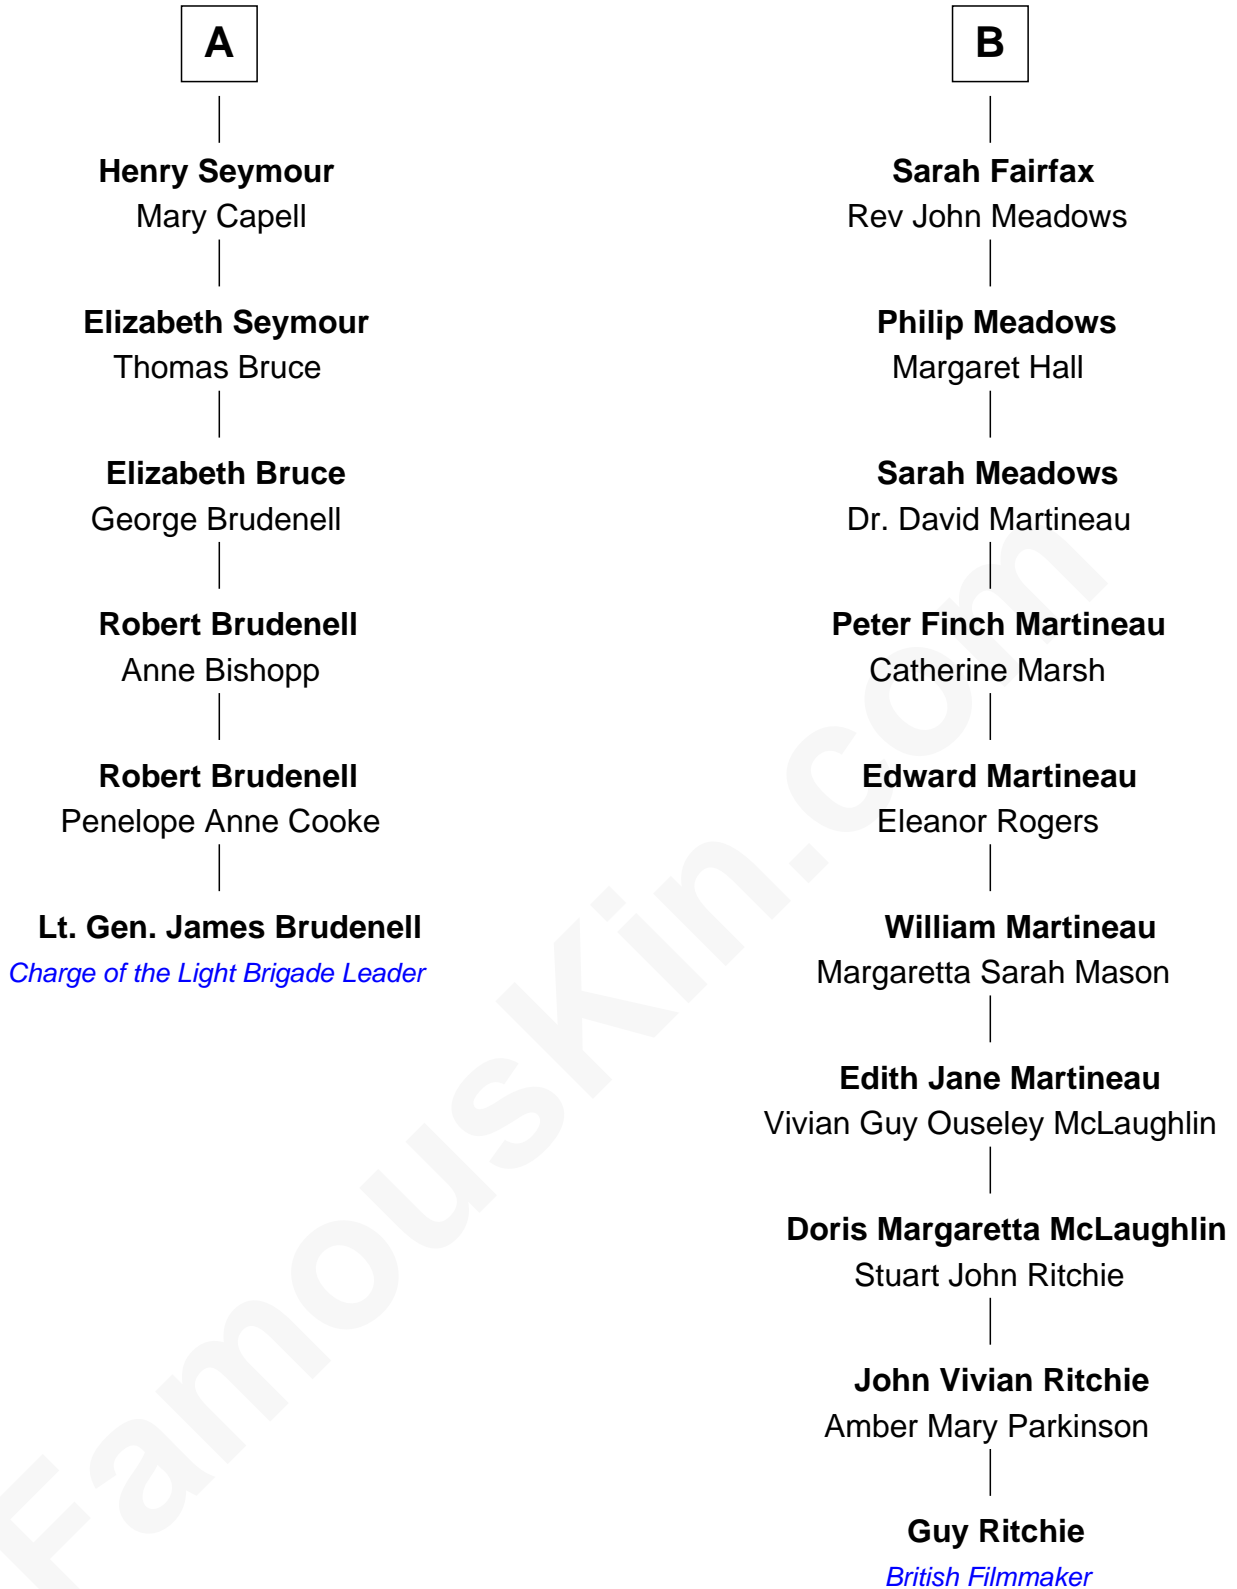 A
Henry Seymour
Mary Capell
Elizabeth Seymour
Thomas Bruce
Elizabeth Bruce
George Brudenell
Robert Brudenell
Anne Bishopp
Robert Brudenell
Penelope Anne Cooke
Lt. Gen. James Brudenell
Charge of the Light Brigade Leader
B
Sarah Fairfax
Rev John Meadows
Philip Meadows
Margaret Hall
Sarah Meadows
Dr. David Martineau
Peter Finch Martineau
Catherine Marsh
Edward Martineau
Eleanor Rogers
William Martineau
Margaretta Sarah Mason
Edith Jane Martineau
Vivian Guy Ouseley McLaughlin
Doris Margaretta McLaughlin
Stuart John Ritchie
John Vivian Ritchie
Amber Mary Parkinson
Guy Ritchie
British Filmmaker
FamousKin.com